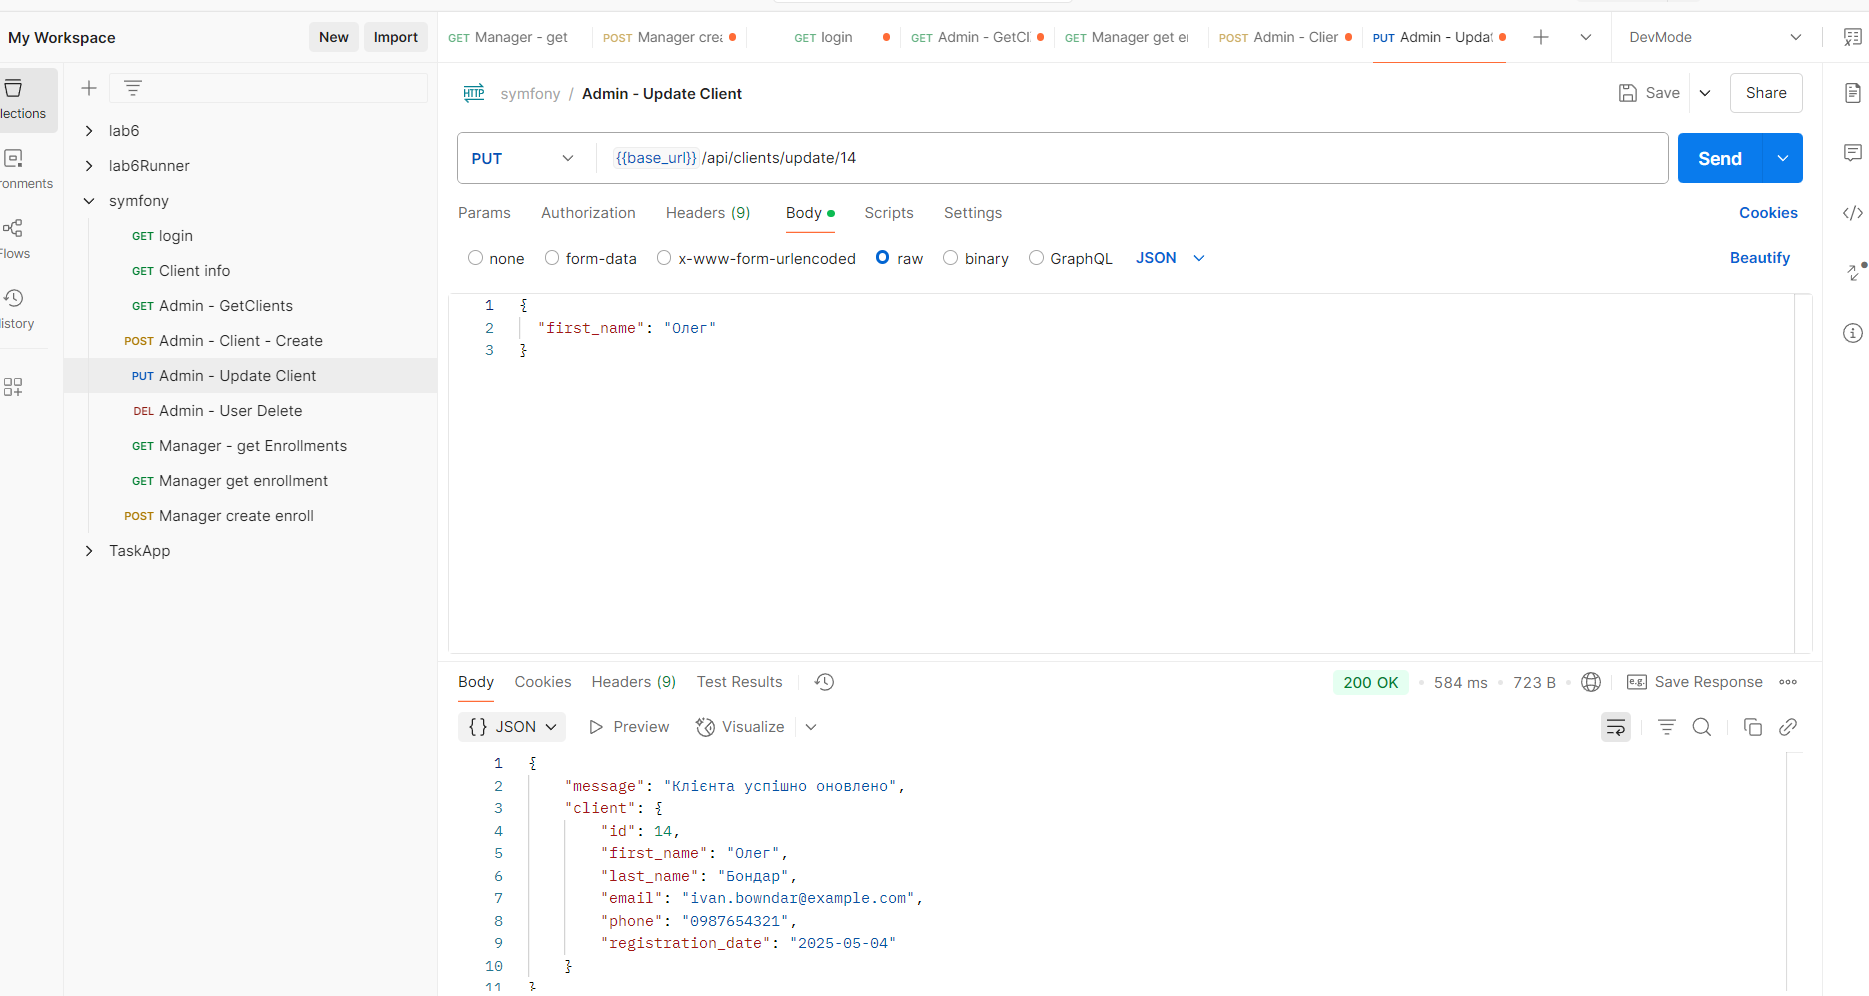 My Workspace
New
Import
GET Manager - get
POST Manager crea
GET login
GET Admin - GetCl
GET Manager get e
POST Admin - Clier
PUT Admin - Updat
DevMode
lections
ronments
Flows
istory
lab6
lab6Runner
symfony
GET login
GET Client info
GET Admin - GetClients
POST Admin - Client - Create
PUT Admin - Update Client
DEL Admin - User Delete
GET Manager - get Enrollments
GET Manager get enrollment
POST Manager create enroll
TaskApp
HTTP symfony / Admin - Update Client
Save
Share
PUT {{base_url}} /api/clients/update/14
Send
Params Authorization Headers (9) Body Scripts Settings
Cookies
none form-data x-www-form-urlencoded raw binary GraphQL JSON
Beautify
1 {
2 "first_name": "Олег"
3 }
Body Cookies Headers (9) Test Results
200 OK 584 ms 723 B
e.g. Save Response
{} JSON Preview Visualize
1 {
2 "message": "Клієнта успішно оновлено",
3 "client": {
4 "id": 14,
5 "first_name": "Олег",
6 "last_name": "Бондар",
7 "email": "ivan.bowndar@example.com",
8 "phone": "0987654321",
9 "registration_date": "2025-05-04"
10 }
11 }